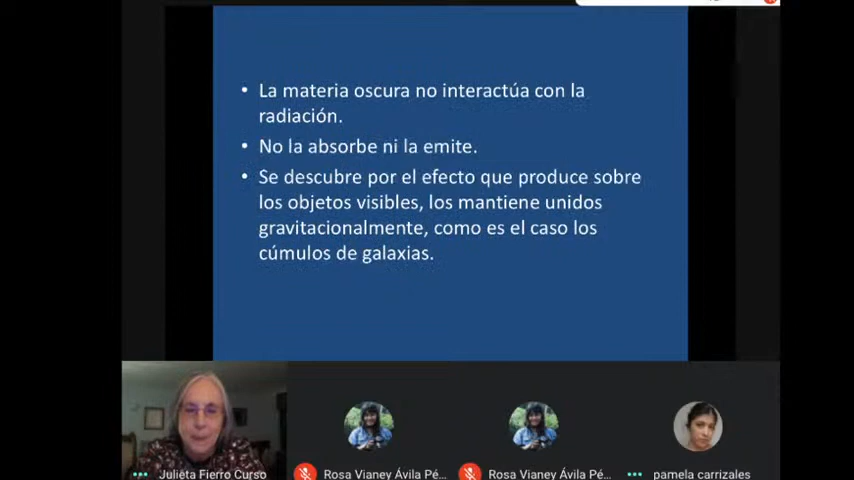 • La materia oscura no interactúa con la
radiación.
• No la absorbe ni la emite.
• Se descubre por el efecto que produce sobre
los objetos visibles, los mantiene unidos
gravitacionalmente, como es el caso los
cúmulos de galaxias.
Julieta Fierro Curso
Rosa Vianey Ávila Pé...
Rosa Vianey Ávila Pé...
pamela carrizales